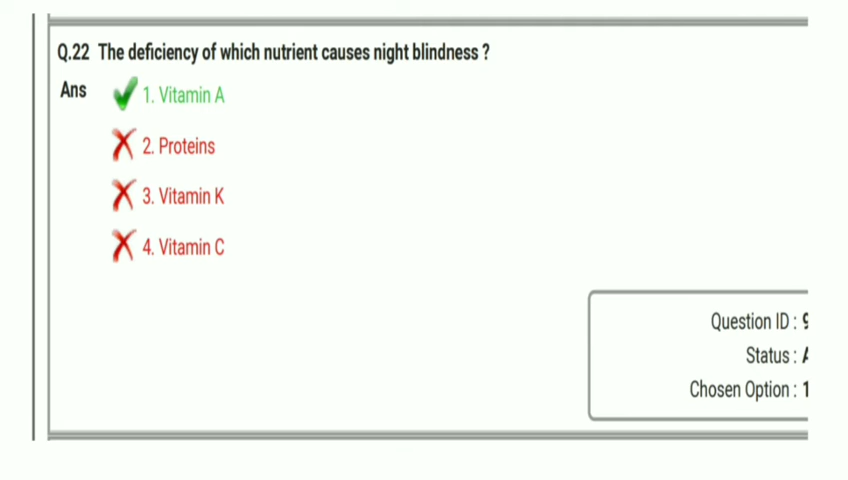 Q.22 The deficiency of which nutrient causes night blindness ?
Ans 1. Vitamin A
2. Proteins
3. Vitamin K
4. Vitamin C
Question ID :
Status :
Chosen Option : 1